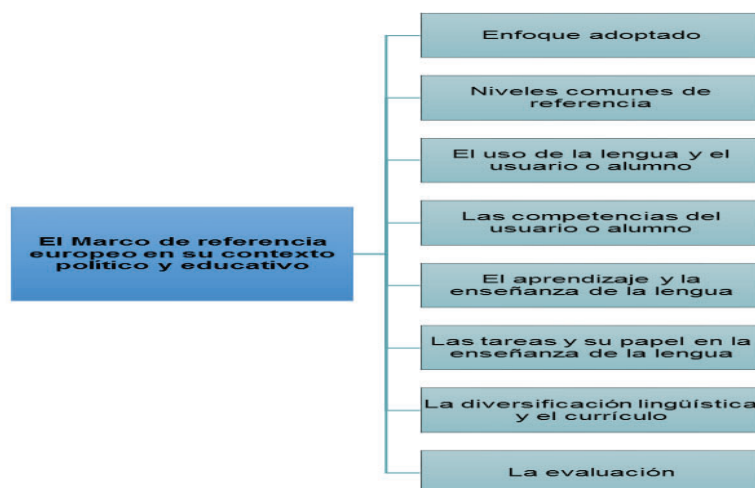 El Marco de referencia
europeo en su contexto
político y educativo
Enfoque adoptado
Niveles comunes de
referencia
El uso de la lengua y el
usuario o alumno
Las competencias del
usuario o alumno
El aprendizaje y la
enseñanza de la lengua
Las tareas y su papel en la
enseñanza de la lengua
La diversificación lingüística
y el currículo
La evaluación